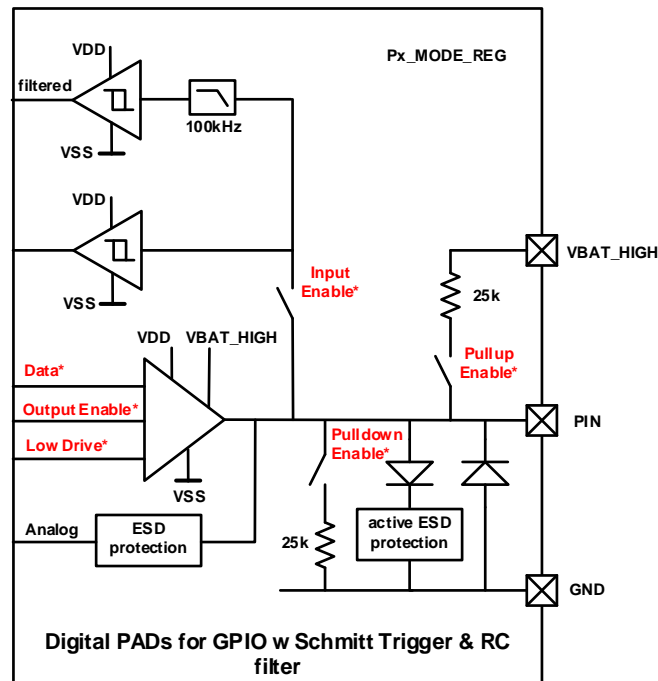 Px_MODE_REG
VDD
filtered
100kHz
VSS
VDD
VSS
Input
Enable*
VBAT_HIGH
25k
Pullup
Enable*
VDD
VBAT_HIGH
Data*
Output Enable*
Low Drive*
VSS
PIN
Pulldown
Enable*
Analog
ESD
protection
25k
active ESD
protection
GND
Digital PADs for GPIO w Schmitt Trigger & RC
filter